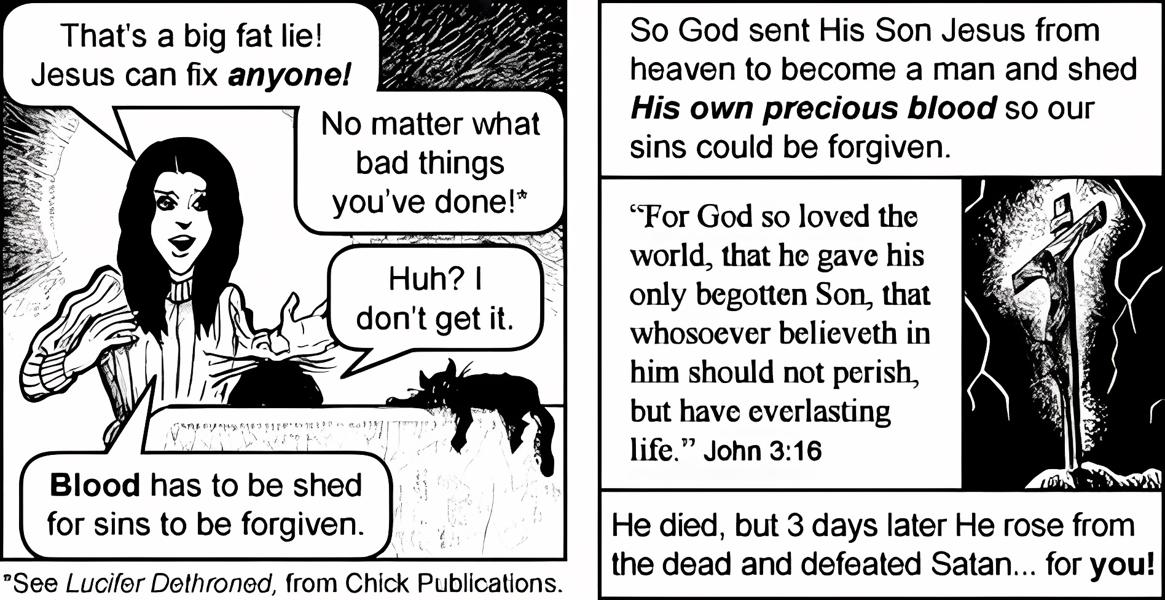 That's a big fat lie!
Jesus can fix anyone!
No matter what
bad things
you've done!*
Huh? I
don't get it.
Blood has to be shed
for sins to be forgiven.
*See Lucifer Dethroned, from Chick Publications.
So God sent His Son Jesus from
heaven to become a man and shed
His own precious blood so our
sins could be forgiven.
“For God so loved the
world, that he gave his
only begotten Son, that
whosoever believeth in
him should not perish,
but have everlasting
life.” John 3:16
He died, but 3 days later He rose from
the dead and defeated Satan... for you!